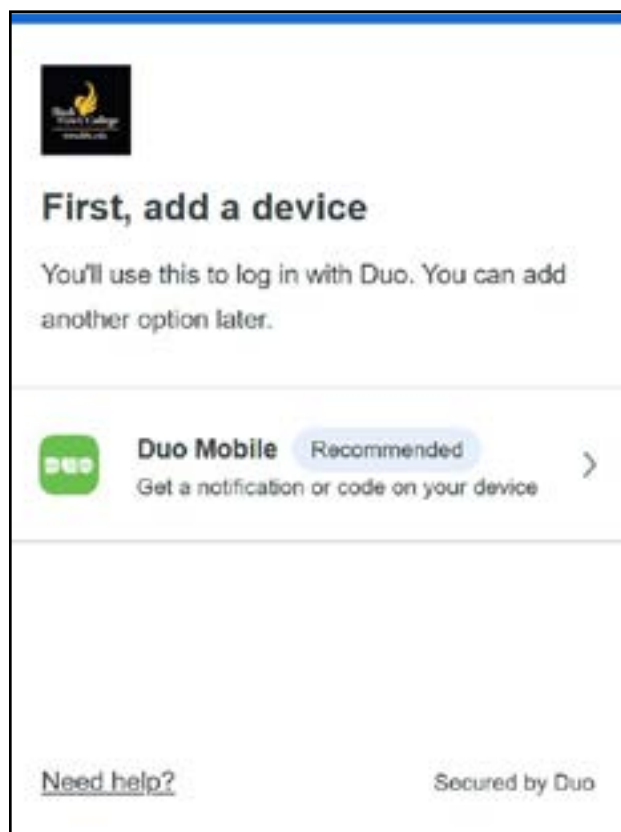 First, add a device
You'll use this to log in with Duo. You can add
another option later.
DUO
Duo Mobile Recommended
Get a notification or code on your device
Need help?
Secured by Duo